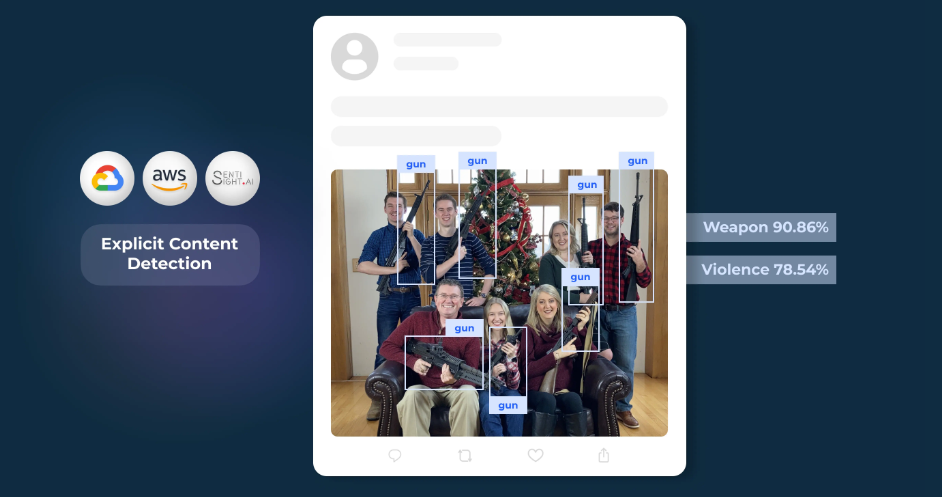 aws
SENTI
SIGHT.AI
Explicit Content
Detection
gun
gun
gun
gun
gun
gun
gun
Weapon 90.86%
Violence 78.54%